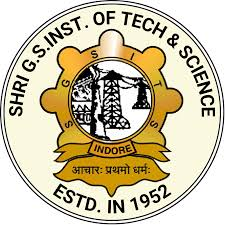 SHRI G.S.INST. OF TECH & SCIENCE
S G S I T S
INDORE
आचारः प्रथमो धर्मः
ESTD. IN 1952